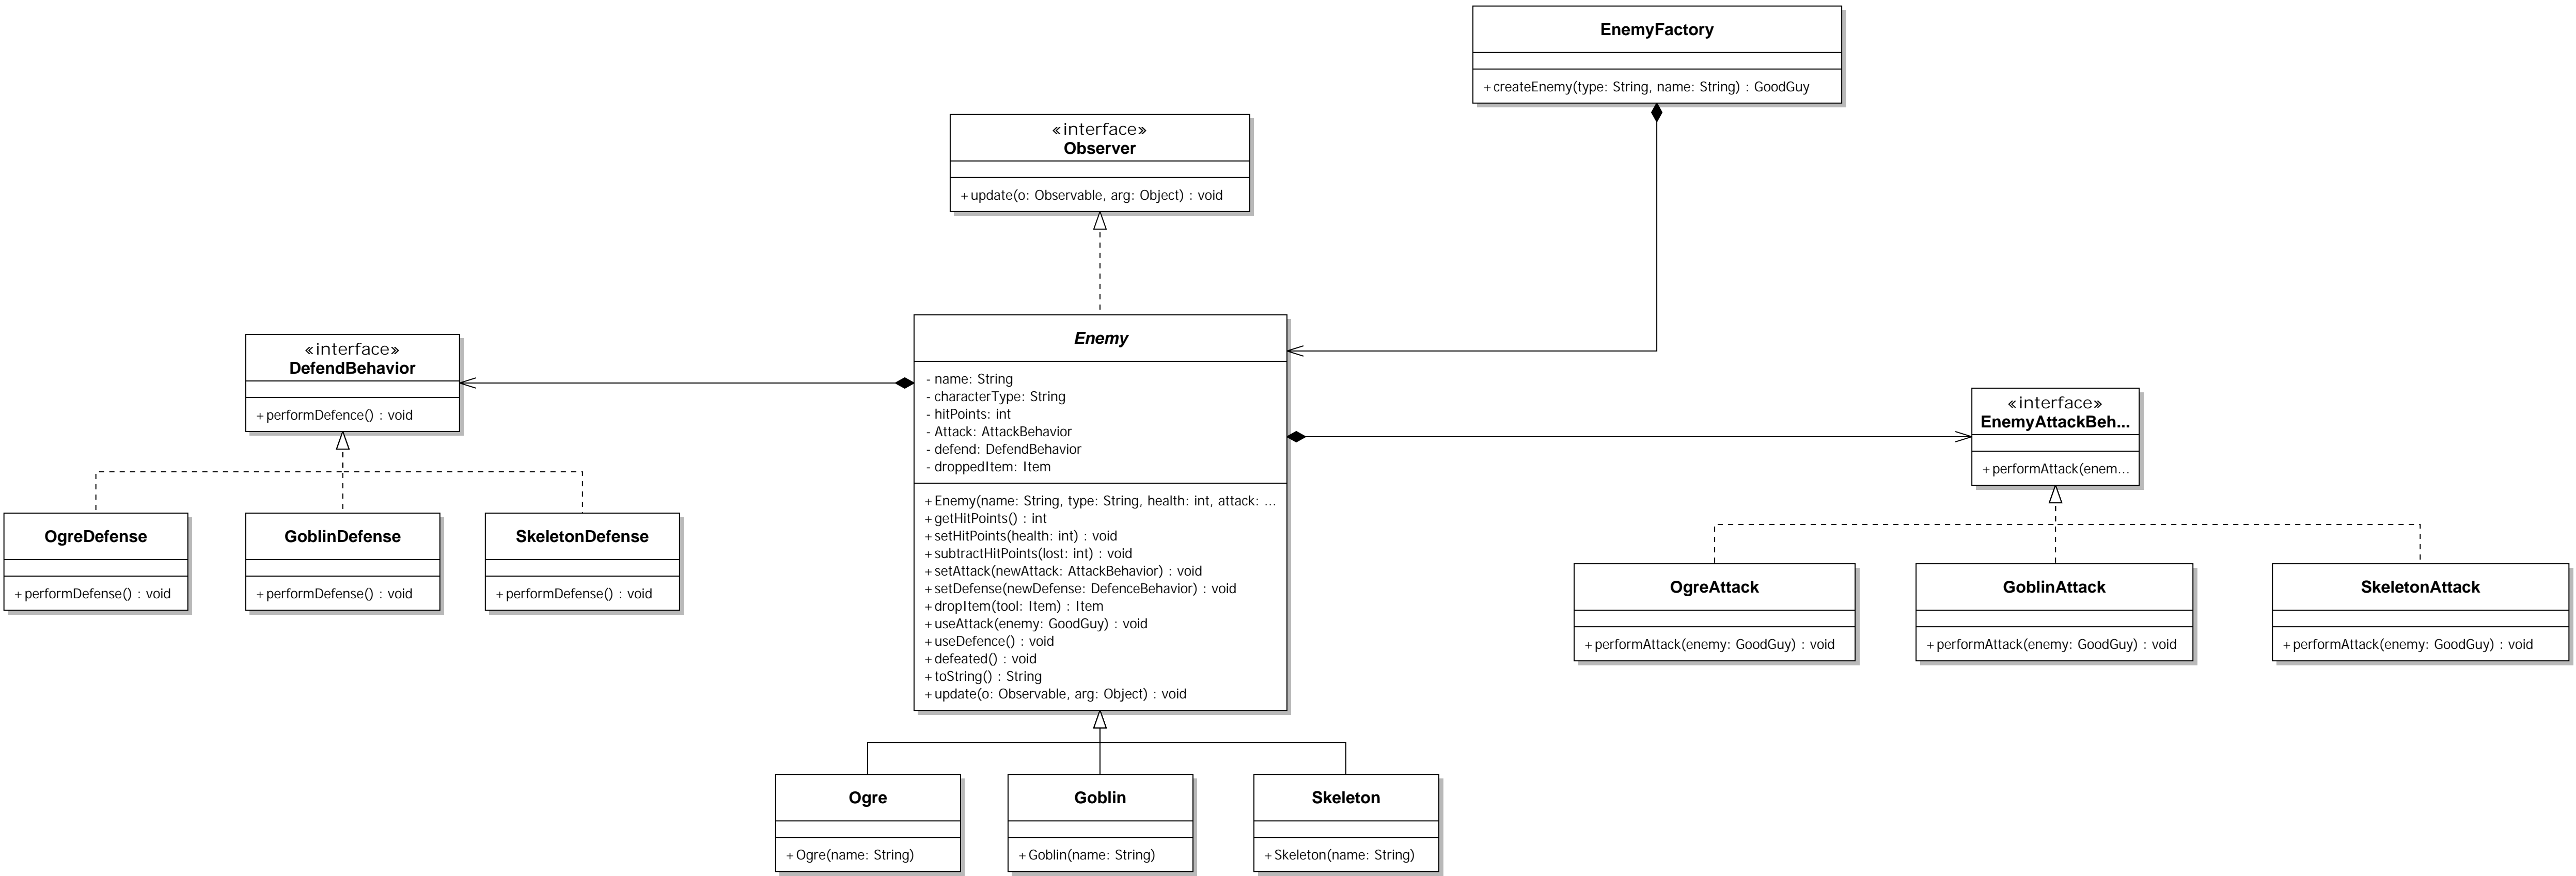 EnemyFactory
+ createEnemy(type: String, name: String) : GoodGuy
«interface»
Observer
+ update(o: Observable, arg: Object) : void
«interface»
DefendBehavior
+ performDefence() : void
Enemy
- name: String
- characterType: String
- hitPoints: int
- Attack: AttackBehavior
- defend: DefendBehavior
- droppedItem: Item
+ Enemy(name: String, type: String, health: int, attack: ...
+ getHitPoints() : int
+ setHitPoints(health: int) : void
+ subtractHitPoints(lost: int) : void
+ setAttack(newAttack: AttackBehavior) : void
+ setDefense(newDefense: DefenceBehavior) : void
+ dropItem(tool: Item) : Item
+ useAttack(enemy: GoodGuy) : void
+ useDefence() : void
+ defeated() : void
+ toString() : String
+ update(o: Observable, arg: Object) : void
«interface»
EnemyAttackBeh...
+ performAttack(enem...
OgreDefense
+ performDefense() : void
GoblinDefense
+ performDefense() : void
SkeletonDefense
+ performDefense() : void
OgreAttack
+ performAttack(enemy: GoodGuy) : void
GoblinAttack
+ performAttack(enemy: GoodGuy) : void
SkeletonAttack
+ performAttack(enemy: GoodGuy) : void
Ogre
+ Ogre(name: String)
Goblin
+ Goblin(name: String)
Skeleton
+ Skeleton(name: String)